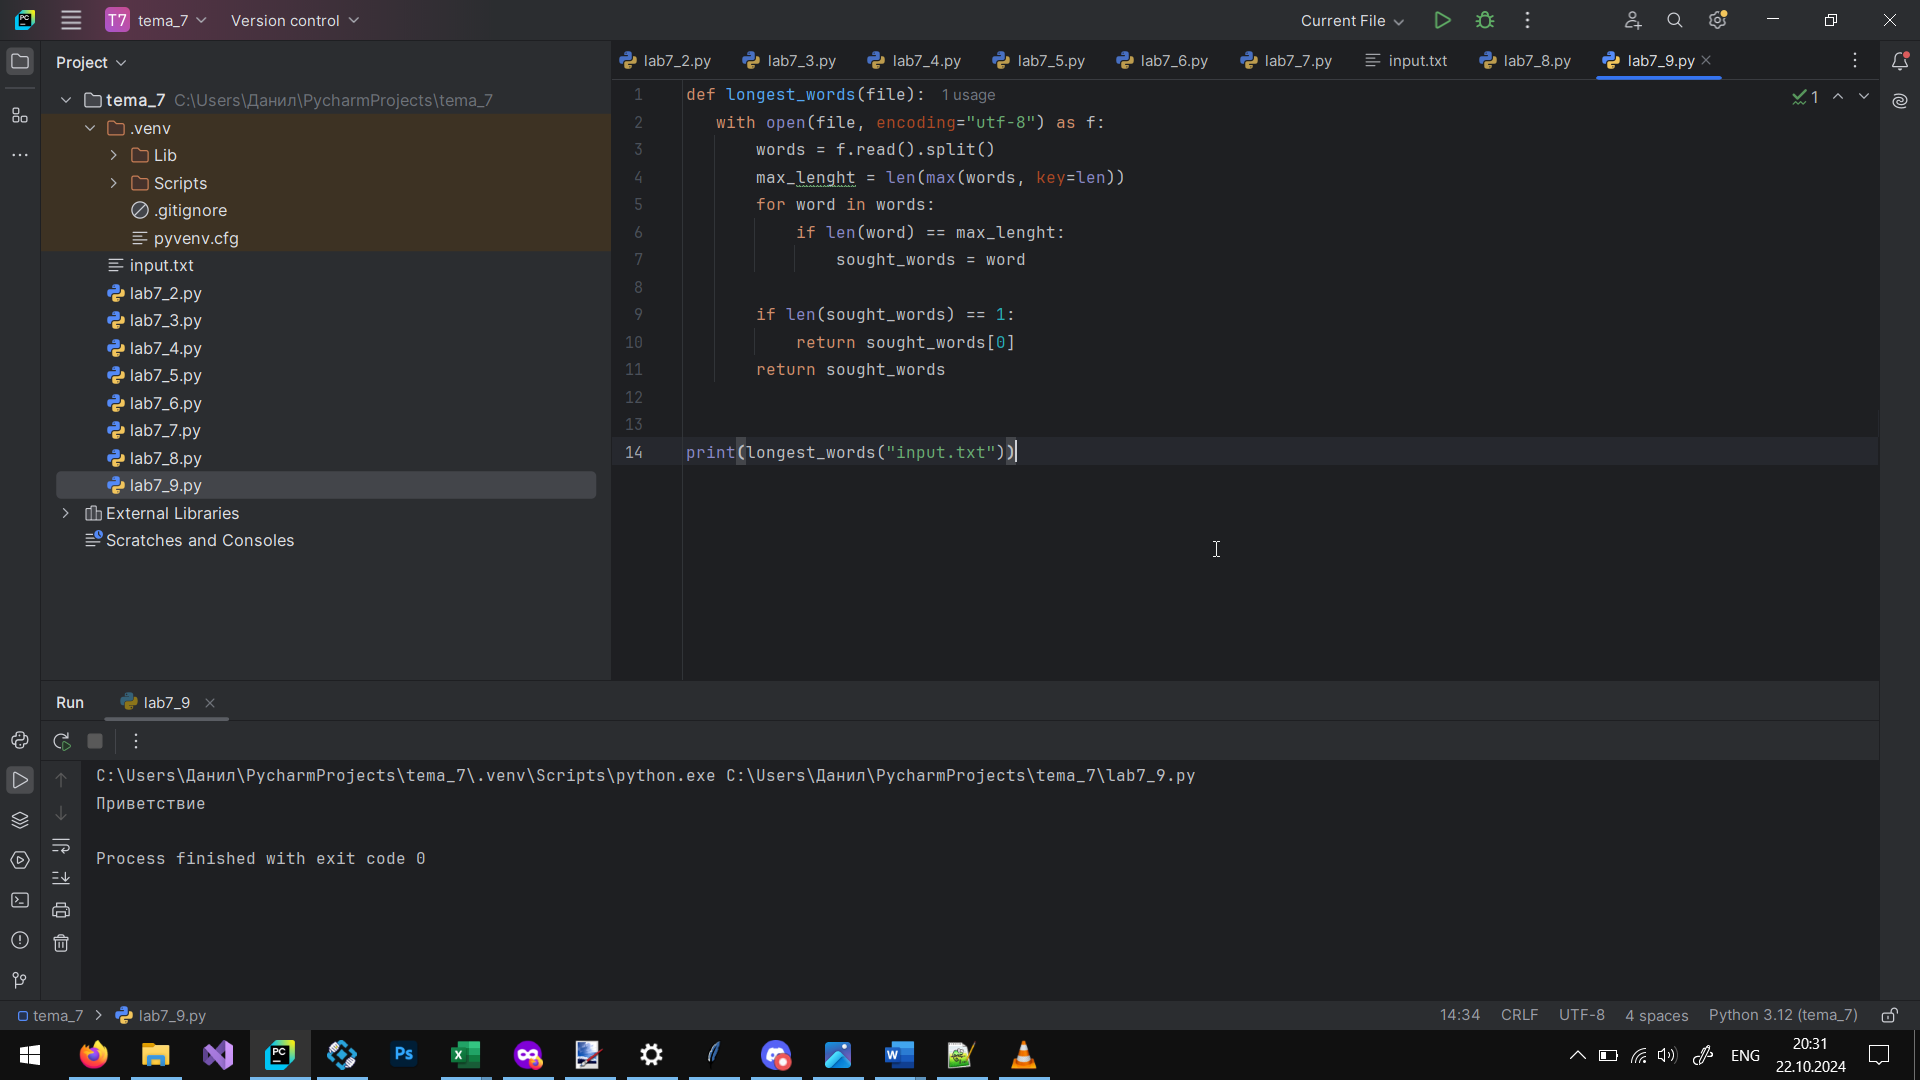 PC T7 tema_7 Version control Current File
Project
tema_7 C:\Users\Данил\PycharmProjects\tema_7
.venv
Lib
Scripts
.gitignore
pyvenv.cfg
input.txt
lab7_2.py
lab7_3.py
lab7_4.py
lab7_5.py
lab7_6.py
lab7_7.py
lab7_8.py
lab7_9.py
External Libraries
Scratches and Consoles
lab7_2.py lab7_3.py lab7_4.py lab7_5.py lab7_6.py lab7_7.py input.txt lab7_8.py lab7_9.py
1 def longest_words(file): 1 usage
1
2 with open(file, encoding="utf-8") as f:
3 words = f.read().split()
4 max_lenght = len(max(words, key=len))
5 for word in words:
6 if len(word) == max_lenght:
7 sought_words = word
8
9 if len(sought_words) == 1:
10 return sought_words[0]
11 return sought_words
12
13
14 print(longest_words("input.txt"))
Run lab7_9
C:\Users\Данил\PycharmProjects\tema_7\.venv\Scripts\python.exe C:\Users\Данил\PycharmProjects\tema_7\lab7_9.py
Приветствие
Process finished with exit code 0
tema_7 > lab7_9.py 14:34 CRLF UTF-8 4 spaces Python 3.12 (tema_7)
PC Ps X W ENG
20:31
22.10.2024